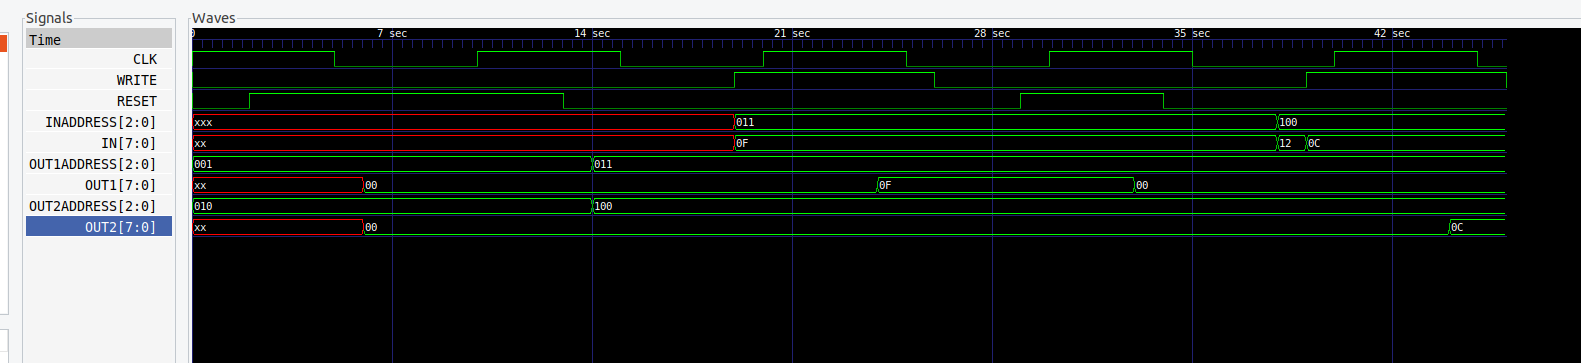 Signals
Waves
Time
0 7 sec 14 sec 21 sec 28 sec 35 sec 42 sec
CLK
WRITE
RESET
INADDRESS[2:0] xxx 011 100
IN[7:0] xx 0F 12 0C
OUT1ADDRESS[2:0] 001 011
OUT1[7:0] xx 00 0F 00
OUT2ADDRESS[2:0] 010 100
OUT2[7:0] xx 00 0C